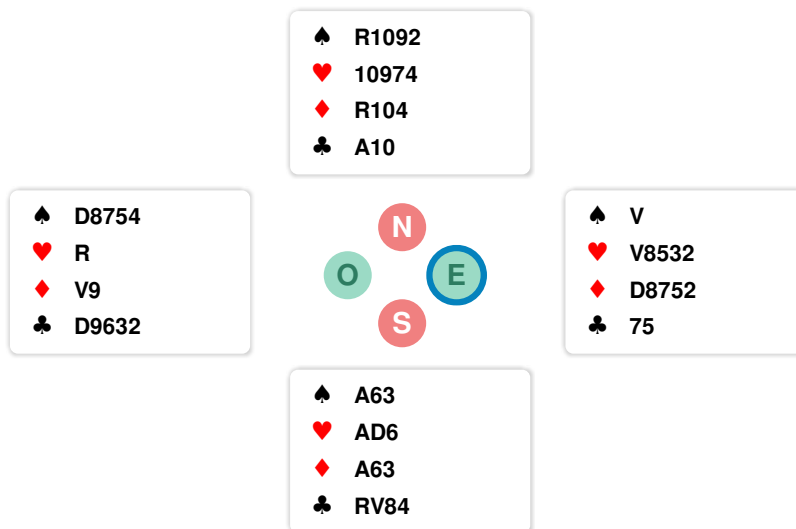 ♠ R1092
♥ 10974
♦ R104
♣ A10
♠ D8754
♥ R
♦ V9
♣ D9632
N
O E
S
♠ V
♥ V8532
♦ D8752
♣ 75
♠ A63
♥ AD6
♦ A63
♣ RV84